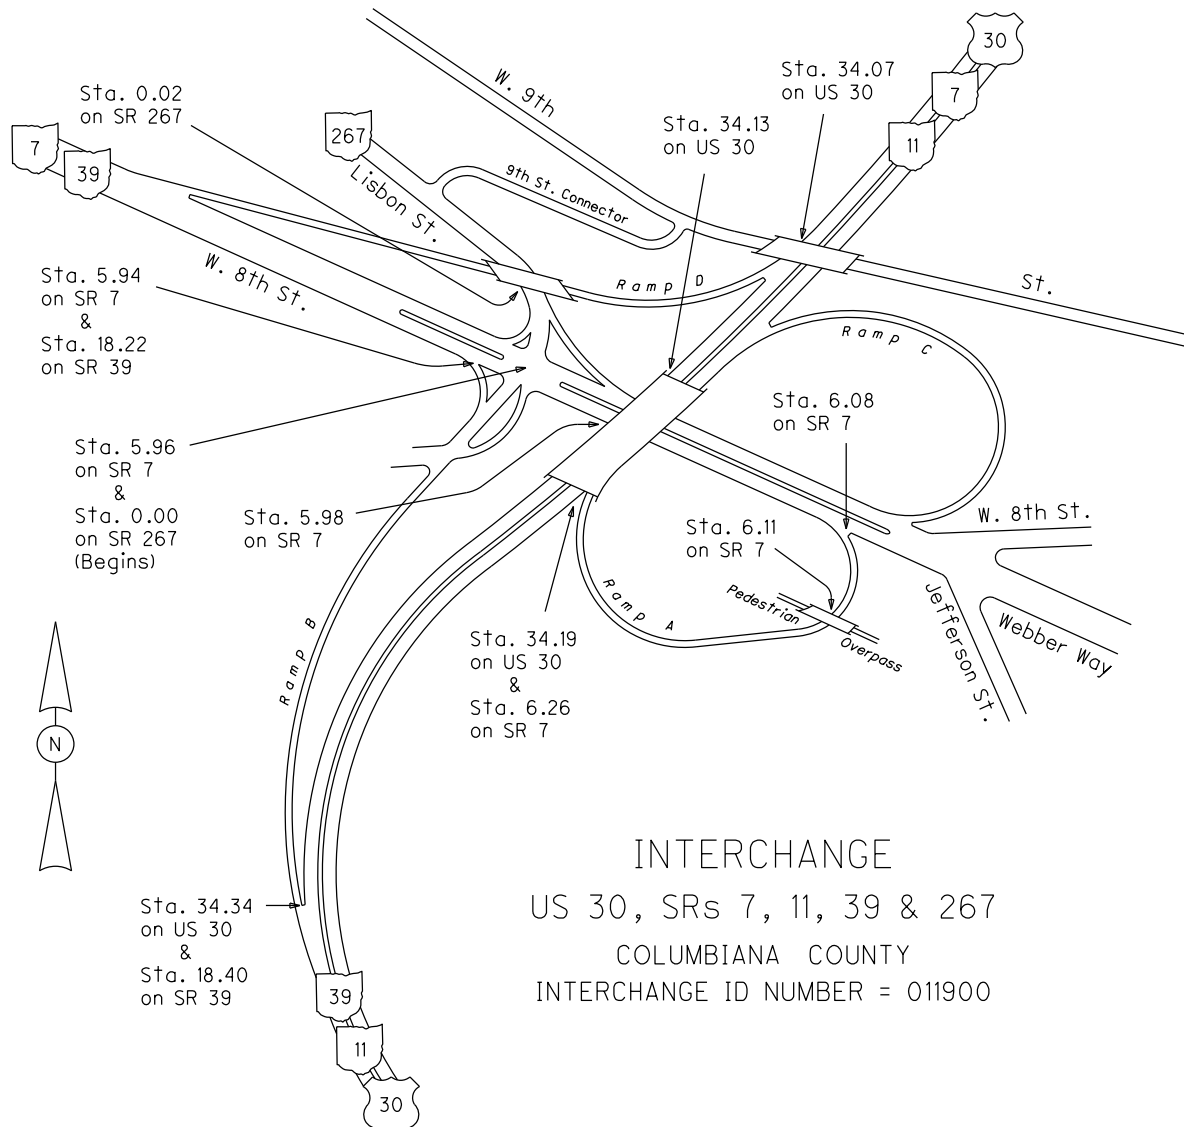 30
7
11
W. 9th
Sta. 34.07
on US 30
Sta. 0.02
on SR 267
Sta. 34.13
on US 30
7
39
267
Lisbon St.
9th St. Connector
W. 8th St.
Sta. 5.94
on SR 7
&
Sta. 18.22
on SR 39
Ramp D
St.
Ramp C
Sta. 6.08
on SR 7
Sta. 5.96
on SR 7
&
Sta. 0.00
on SR 267
(Begins)
Sta. 5.98
on SR 7
W. 8th St.
Sta. 6.11
on SR 7
Pedestrian
Overpass
Ramp A
Jefferson St.
Webber Way
Ramp B
Sta. 34.19
on US 30
&
Sta. 6.26
on SR 7
N
INTERCHANGE
US 30, SRs 7, 11, 39 & 267
COLUMBIANA COUNTY
INTERCHANGE ID NUMBER = 011900
Sta. 34.34
on US 30
&
Sta. 18.40
on SR 39
39
11
30